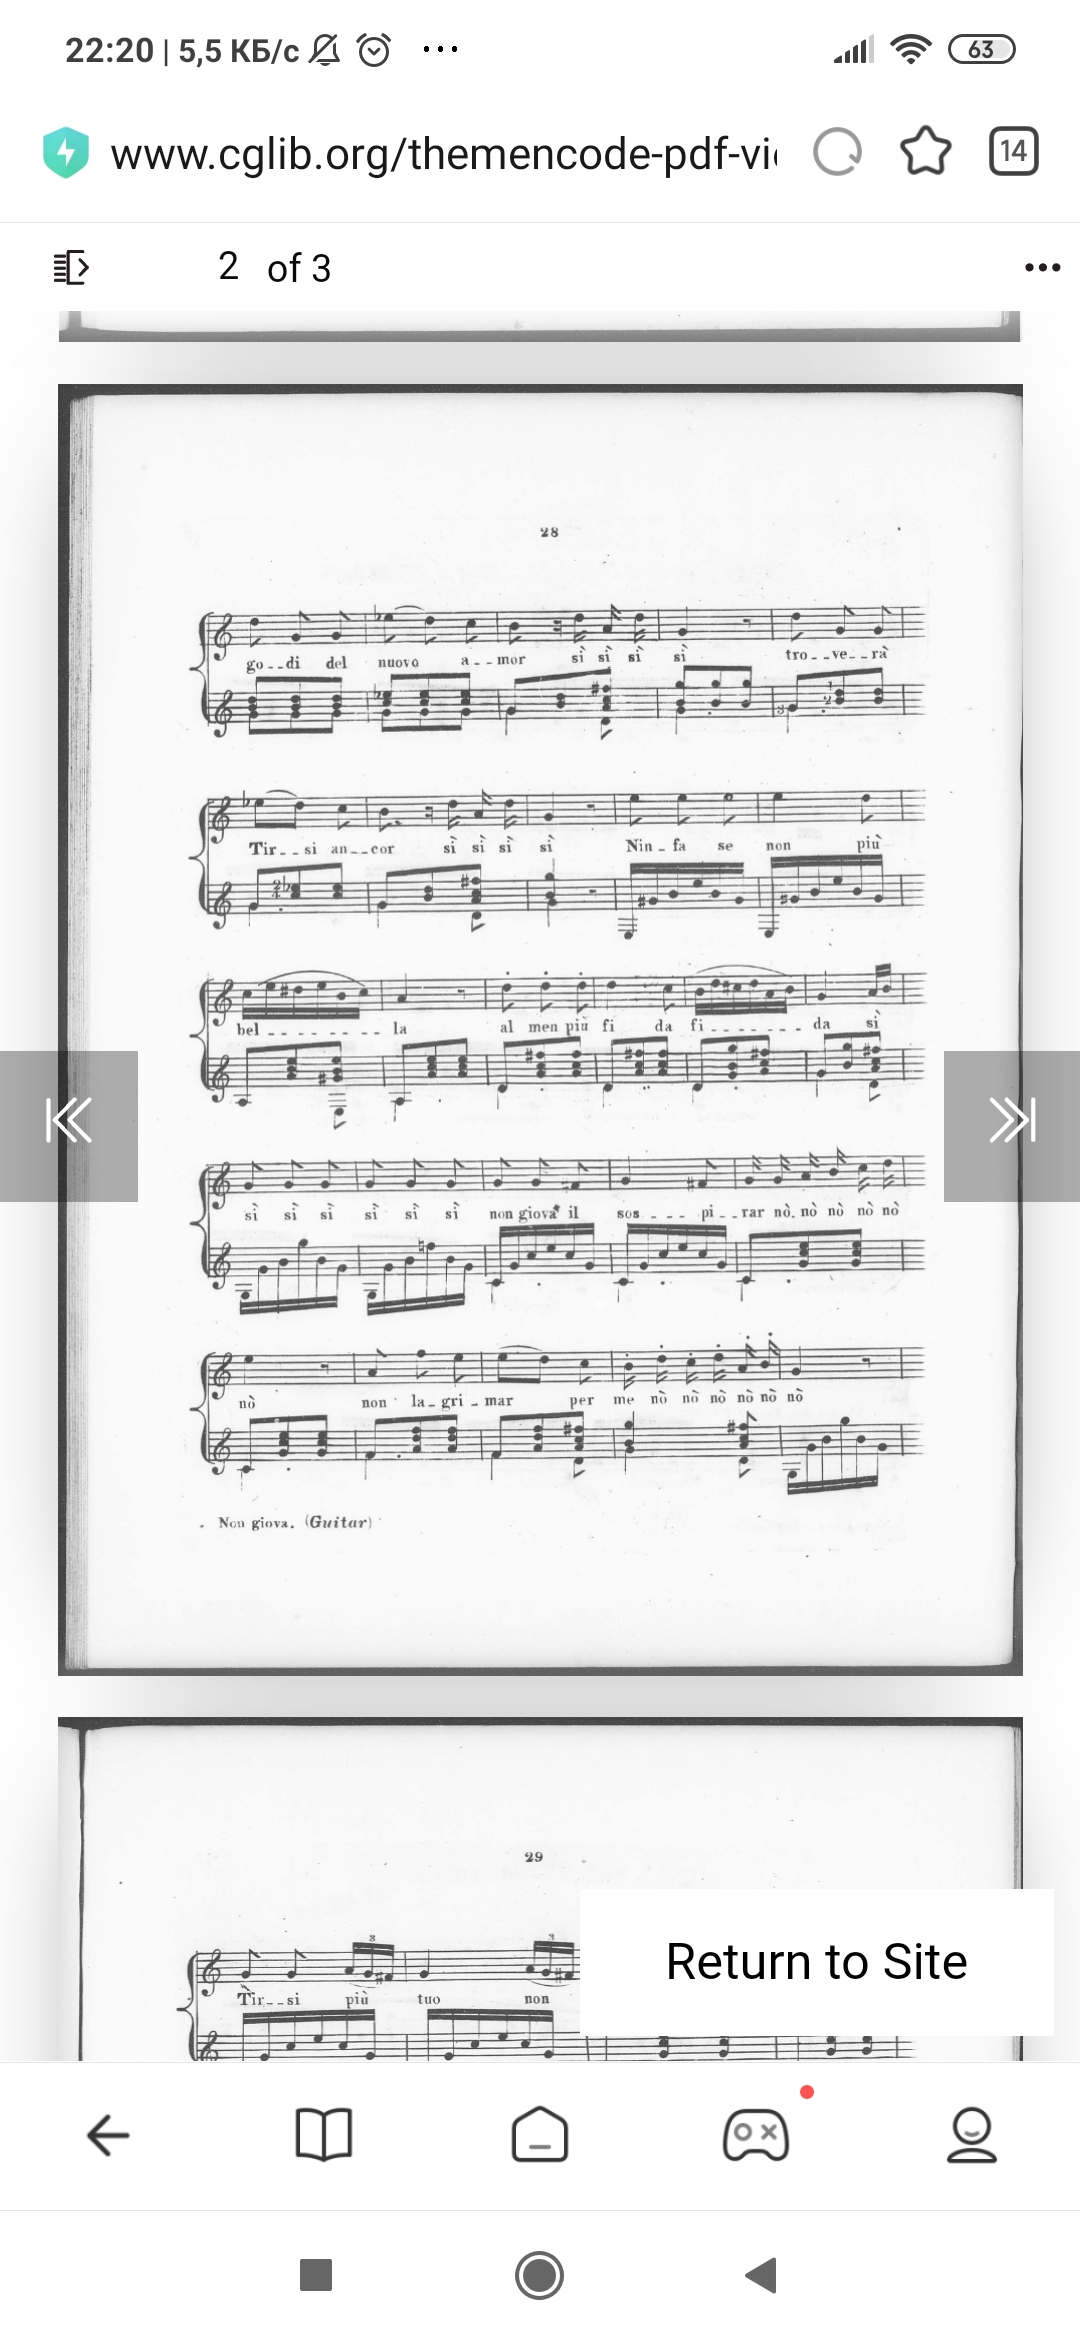 22:20 | 5,5 КБ/с ...
63
www.cglib.org/themencode-pdf-vi
14
2 of 3
28
go--di del nuovo a--mor sì sì sì sì tro--ve--rà
Tir--si an--cor sì sì sì sì Nin-fa se non più
bel-------la al men più fi da fi-------da sì
sì sì sì sì sì sì non giova il sos----pi--rar nò. nò nò nò nò nò
nò non la-gri-mar per me nò nò nò nò nò nò
Non giova. (Guitar)
29
3 3
Tir--si più tuo non
Return to Site